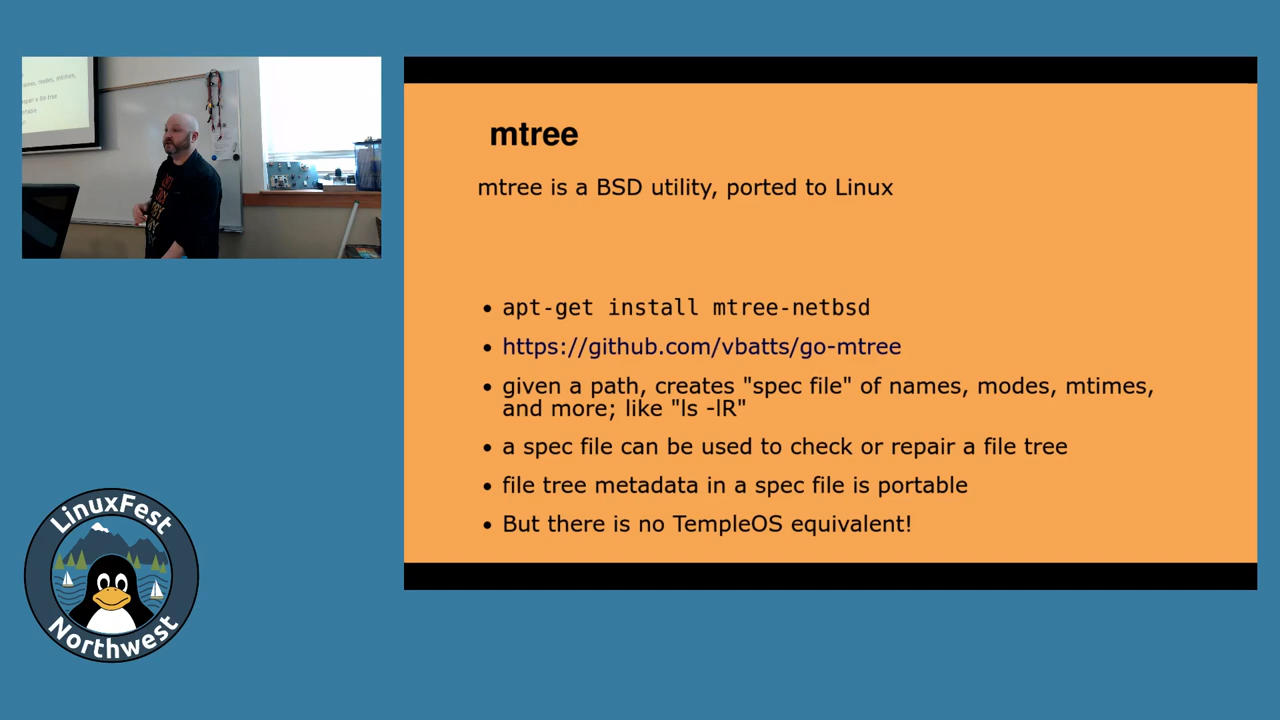 mtree
mtree is a BSD utility, ported to Linux
• apt-get install mtree-netbsd
• https://github.com/vbatts/go-mtree
• given a path, creates "spec file" of names, modes, mtimes,
and more; like "ls -lR"
• a spec file can be used to check or repair a file tree
• file tree metadata in a spec file is portable
• But there is no TempleOS equivalent!
LinuxFest
Northwest